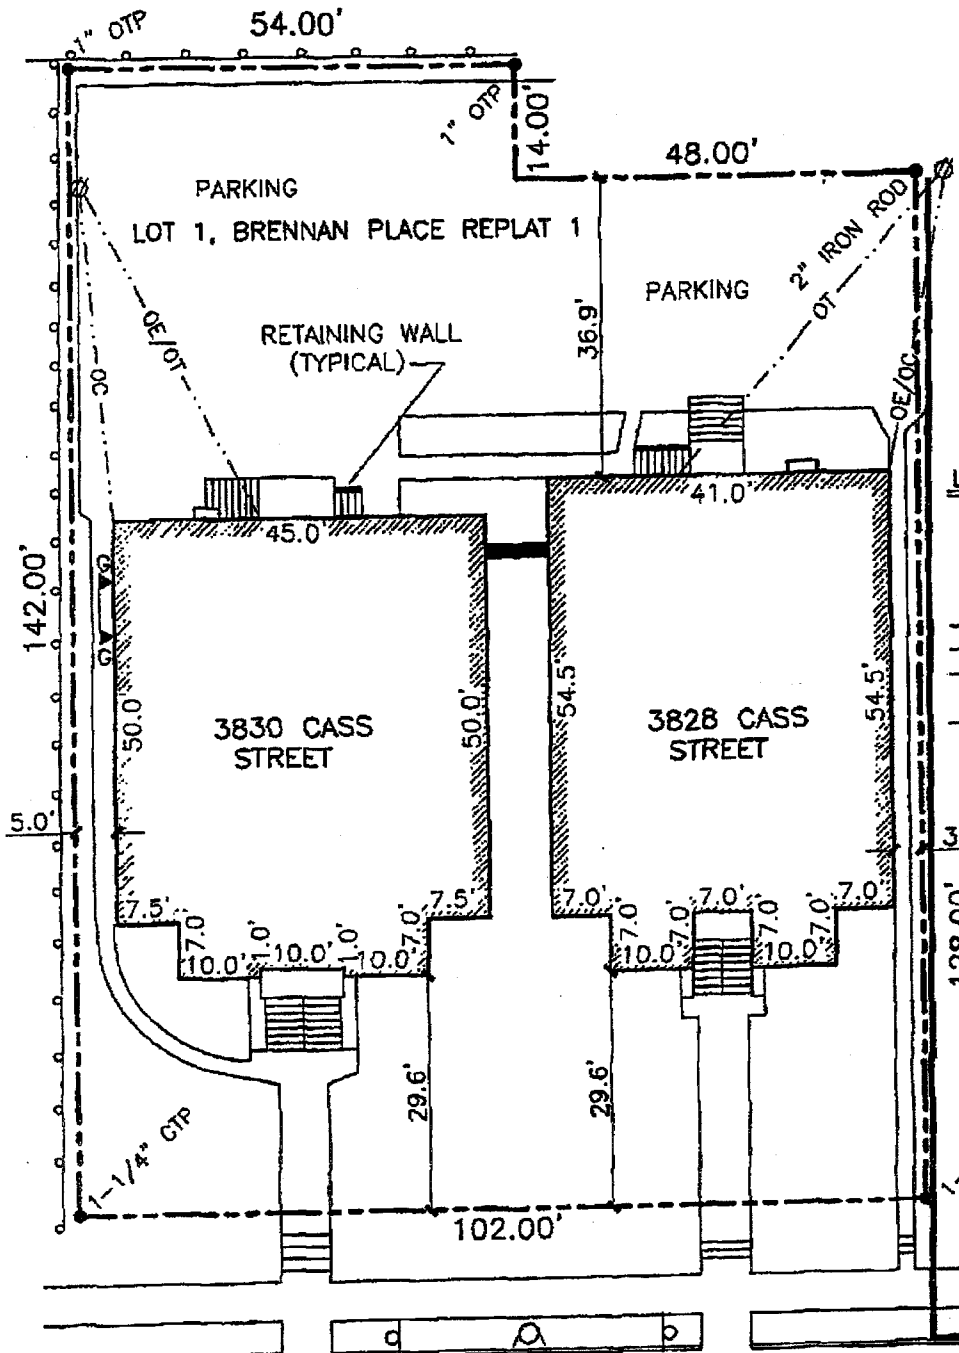 1" OTP
54.00'
1" OTP
14.00'
48.00'
PARKING
LOT 1, BRENNAN PLACE REPLAT 1
2" IRON ROD
PARKING
OT
36.9'
OE/OT
RETAINING WALL
(TYPICAL)
OC
OE/OC
45.0'
41.0'
142.00'
G
G
50.0
50.0'
54.5'
54.5'
3830 CASS
STREET
3828 CASS
STREET
5.0'
3
7.5'
7.5'
7.0'
7.0'
7.0'
7.0
1.0'
1.0'
7.0'
7.0
7.0'
7.0
7.0'
10.0'
10.0'
10.0'
10.0'
10.0'
128.00'
29.6'
29.6'
1-1/4" CTP
102.00'